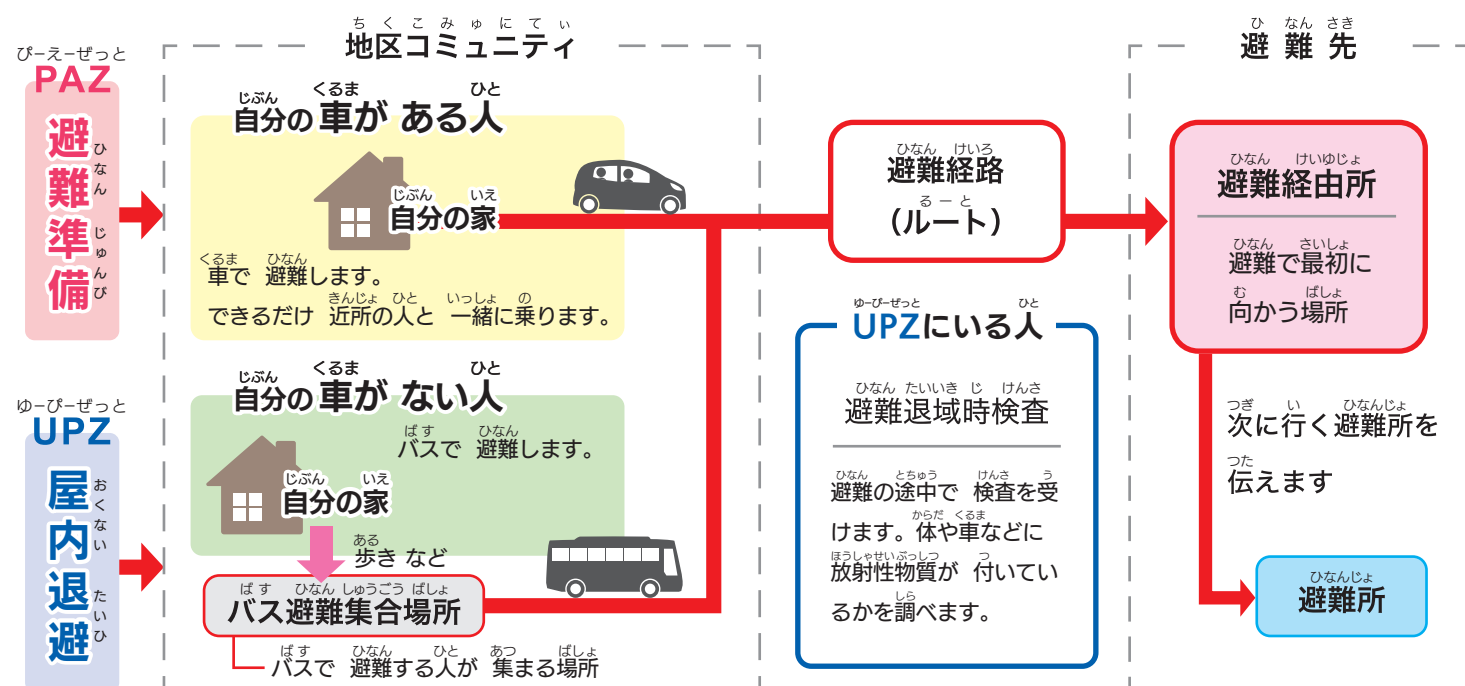 ぴーえーぜっと
PAZ
ひなん じゅんび
避難準備
ゆーぴーぜっと
UPZ
おくない たいひ
屋内退避
ちくこみゅにてぃ
地区コミュニティ
じぶん くるま ひと
自分の車が ある人
じぶん いえ
自分の家
くるま ひなん
車で 避難します。
きんじょ ひと いっしょ の
できるだけ 近所の人と 一緒に乗ります。
じぶん くるま ひと
自分の車が ない人
ばす ひなん
バスで 避難します。
じぶん いえ
自分の家
ある
歩き など
ばす ひなん しゅうごう ばしょ
バス避難集合場所
ばす ひなん ひと あつ ばしょ
バスで 避難する人が 集まる場所
ひなん けいろ
避難経路
るーと
(ルート)
ゆーぴーぜっと ひと
UPZにいる人
ひなん たいいき じ けんさ
避難退域時検査
ひなん とちゅう けんさ う
避難の途中で 検査を受
からだ くるま
けます。体や車などに
ほうしゃせいぶっしつ つ
放射性物質が 付いてい
しら
るかを調べます。
ひ なん さき
避難先
ひなん けいゆじょ
避難経由所
ひなん さいしょ
避難で最初に
む ばしょ
向かう場所
つぎ い ひなんじょ
次に行く避難所を
つた
伝えます
ひなんじょ
避難所